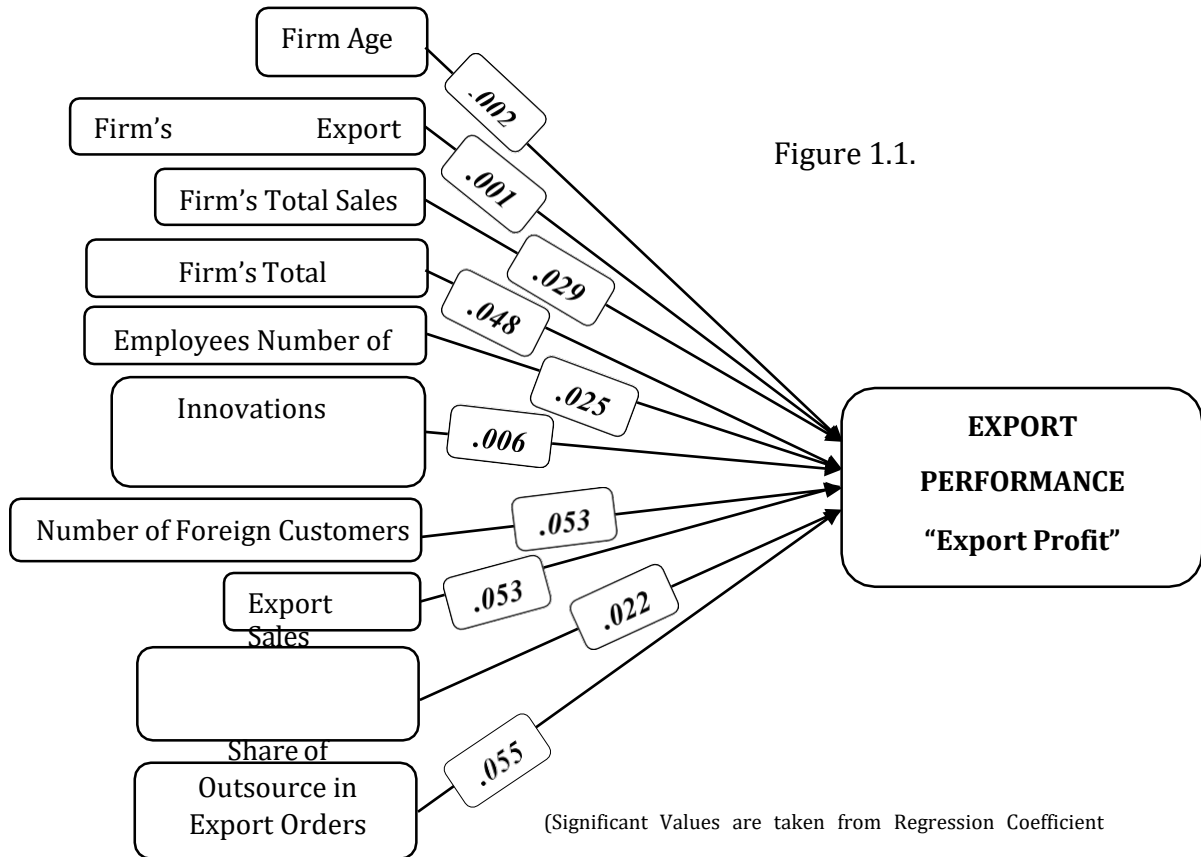 Firm Age
.002
Firm’s Export
.001
Figure 1.1.
Firm’s Total Sales
.029
Firm’s Total
.048
Employees Number of
.025
Innovations
.006
EXPORT
PERFORMANCE
“Export Profit”
Number of Foreign Customers
.053
Export
Sales
.053
.022
Share of
Outsource in
Export Orders
.055
(Significant Values are taken from Regression Coefficient